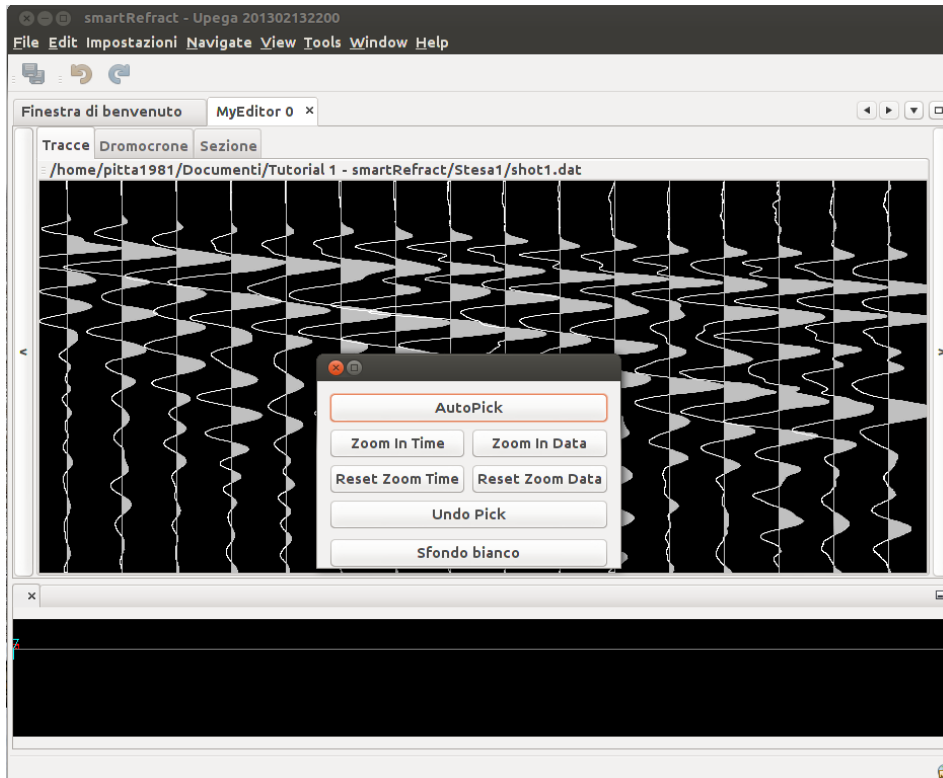 smartRefract - Upega 201302132200
File Edit Impostazioni Navigate View Tools Window Help
Finestra di benvenuto MyEditor 0 ×
Tracce Dromocrone Sezione
/home/pitta1981/Documenti/Tutorial 1 - smartRefract/Stesa1/shot1.dat
AutoPick
Zoom In Time Zoom In Data
Reset Zoom Time Reset Zoom Data
Undo Pick
Sfondo bianco